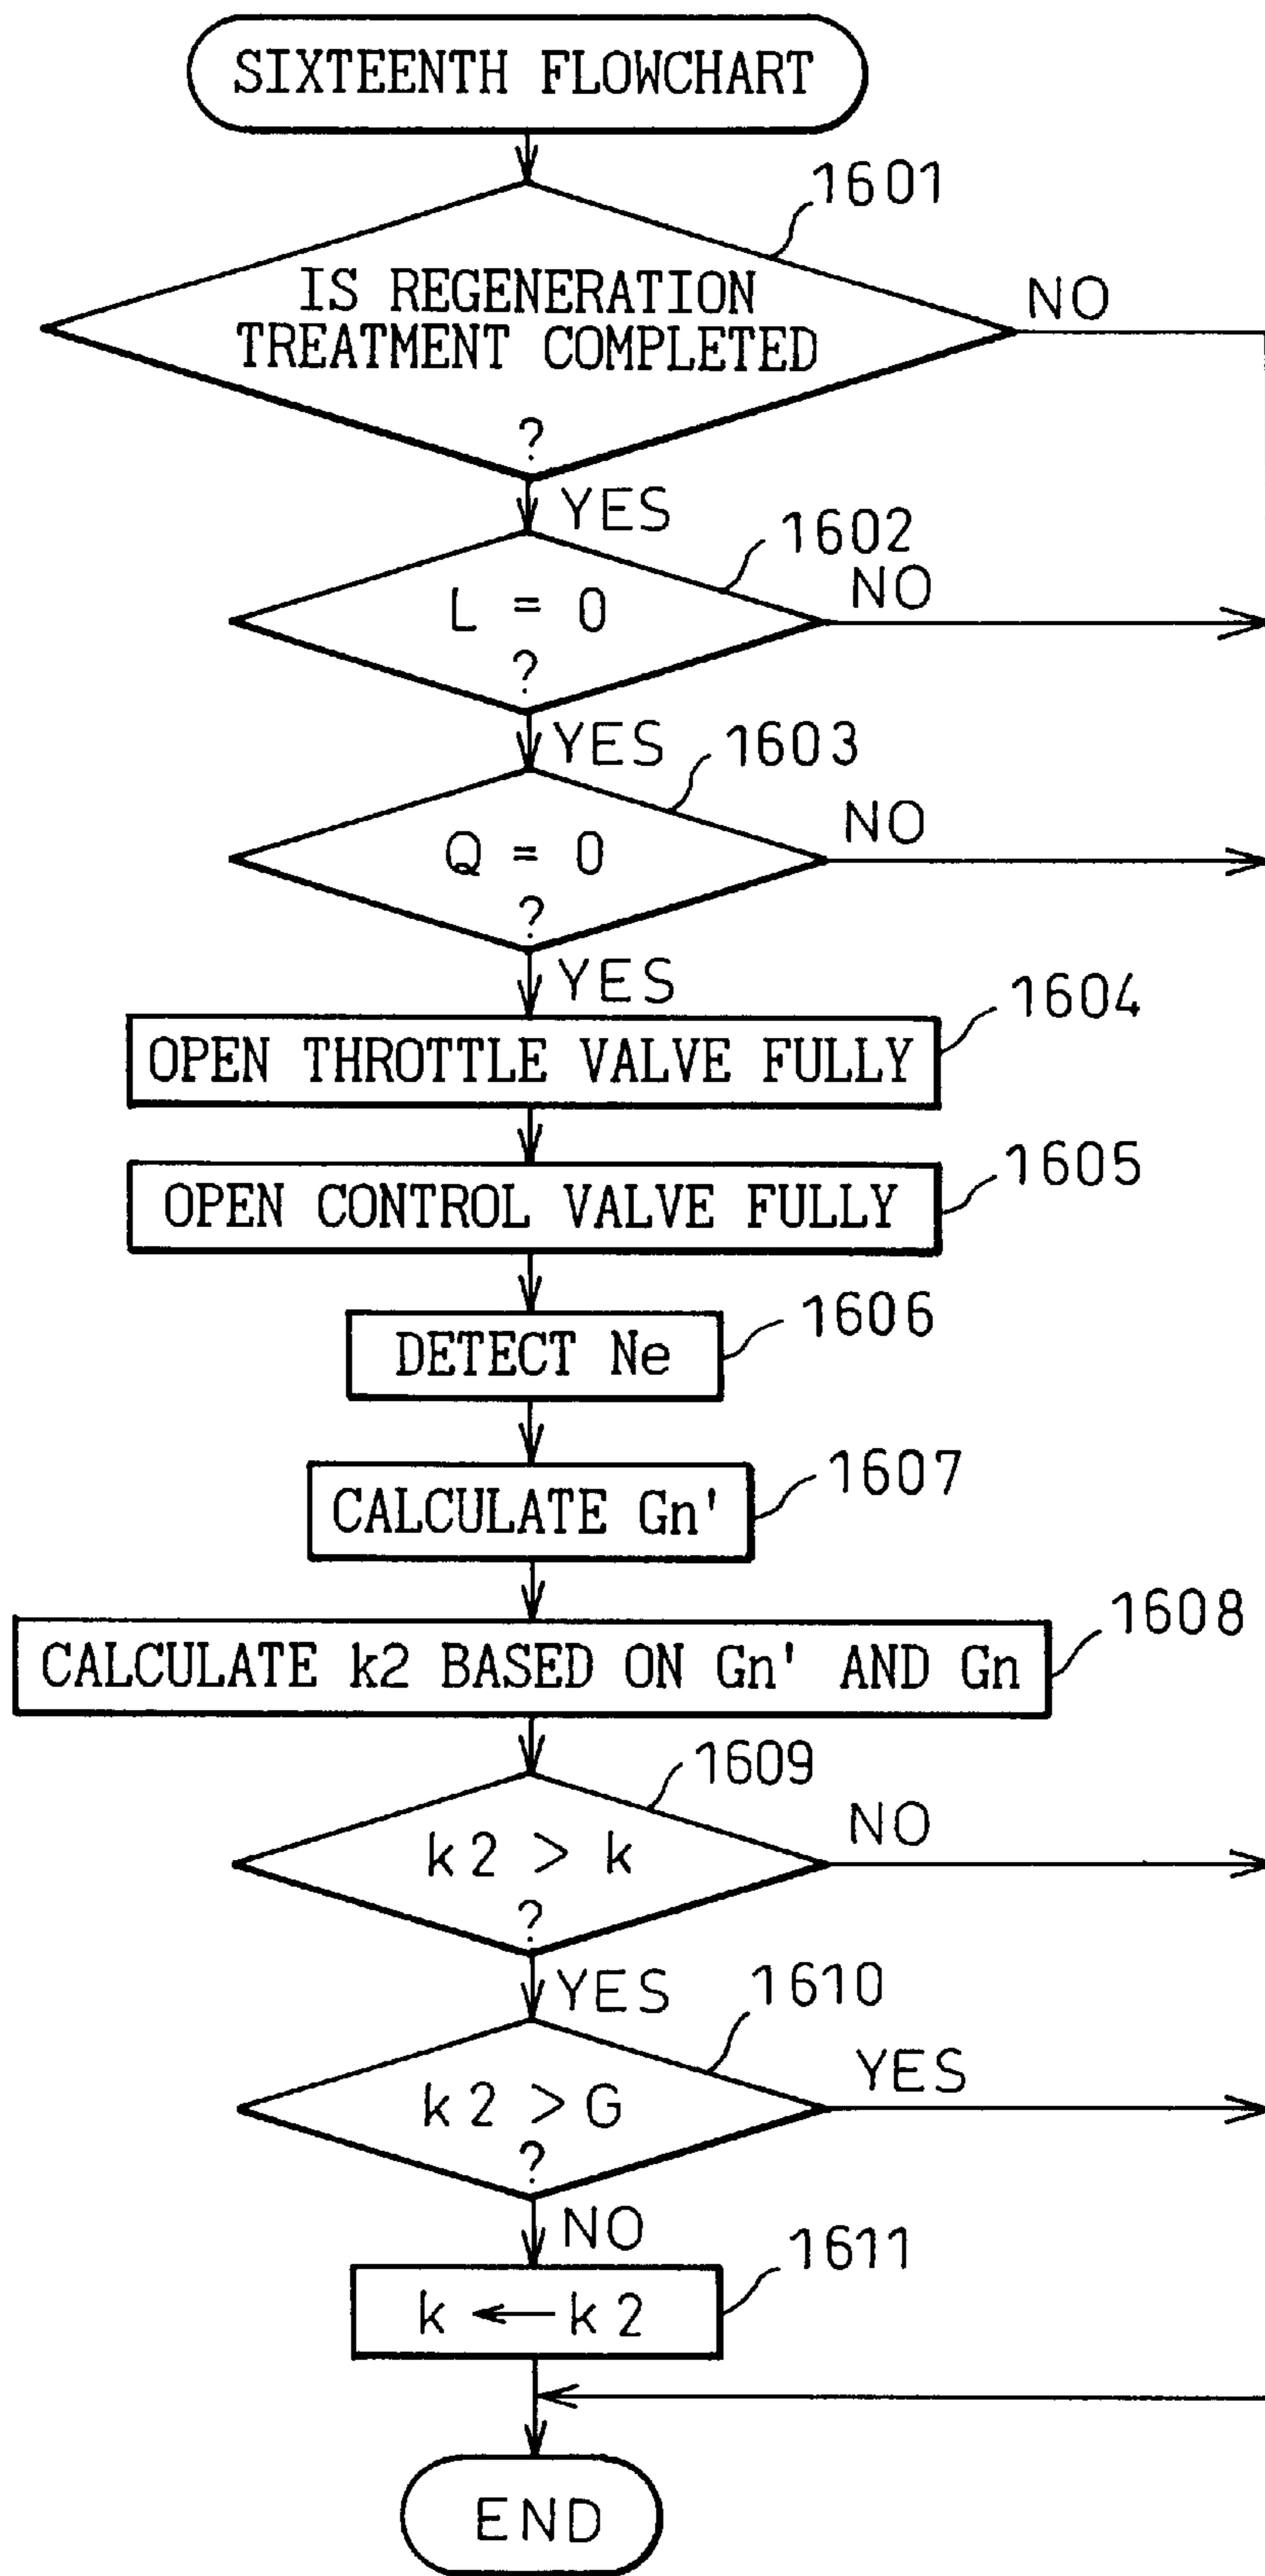 SIXTEENTH FLOWCHART
1601
IS REGENERATION
TREATMENT COMPLETED
?
NO
YES
1602
L = 0
?
NO
YES
1603
Q = 0
?
NO
YES
1604
OPEN THROTTLE VALVE FULLY
1605
OPEN CONTROL VALVE FULLY
1606
DETECT Ne
1607
CALCULATE Gn'
1608
CALCULATE k2 BASED ON Gn' AND Gn
1609
k2 > k
?
NO
YES
1610
k2 > G
?
YES
NO
1611
k ← k2
END